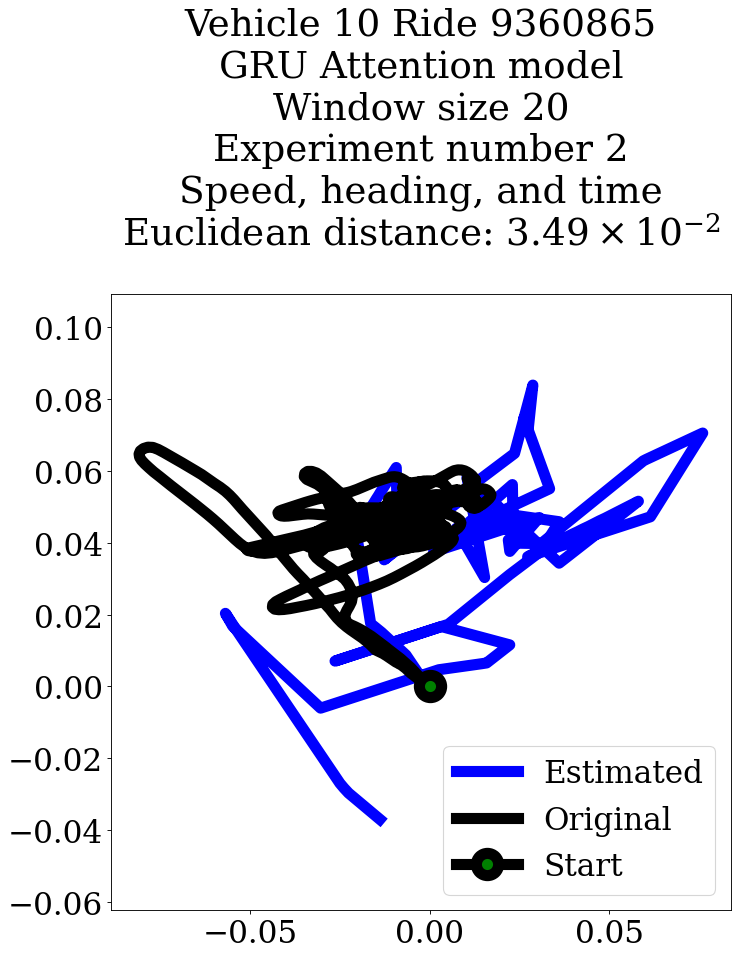 Vehicle 10 Ride 9360865
GRU Attention model
Window size 20
Experiment number 2
Speed, heading, and time
Euclidean distance: 3.49 × 10⁻²
0.10
0.08
0.06
0.04
0.02
0.00
−0.02
−0.04
−0.06
−0.05
0.00
0.05
Estimated
Original
Start